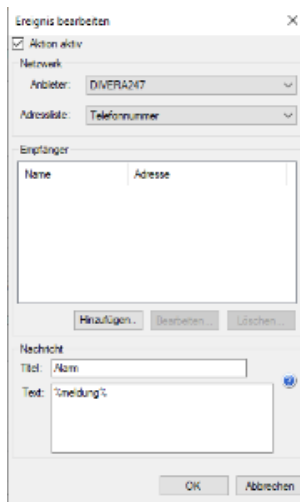 Ereignis bearbeiten
Aktion aktiv
Netzwerk
Anbieter: DIVERA247
Adressliste: Telefonnummer
Empfänger
Name Adresse
Hinzufügen... Bearbeiten... Löschen...
Nachricht
Titel: Alarm
Text: %meldung%
OK Abbrechen